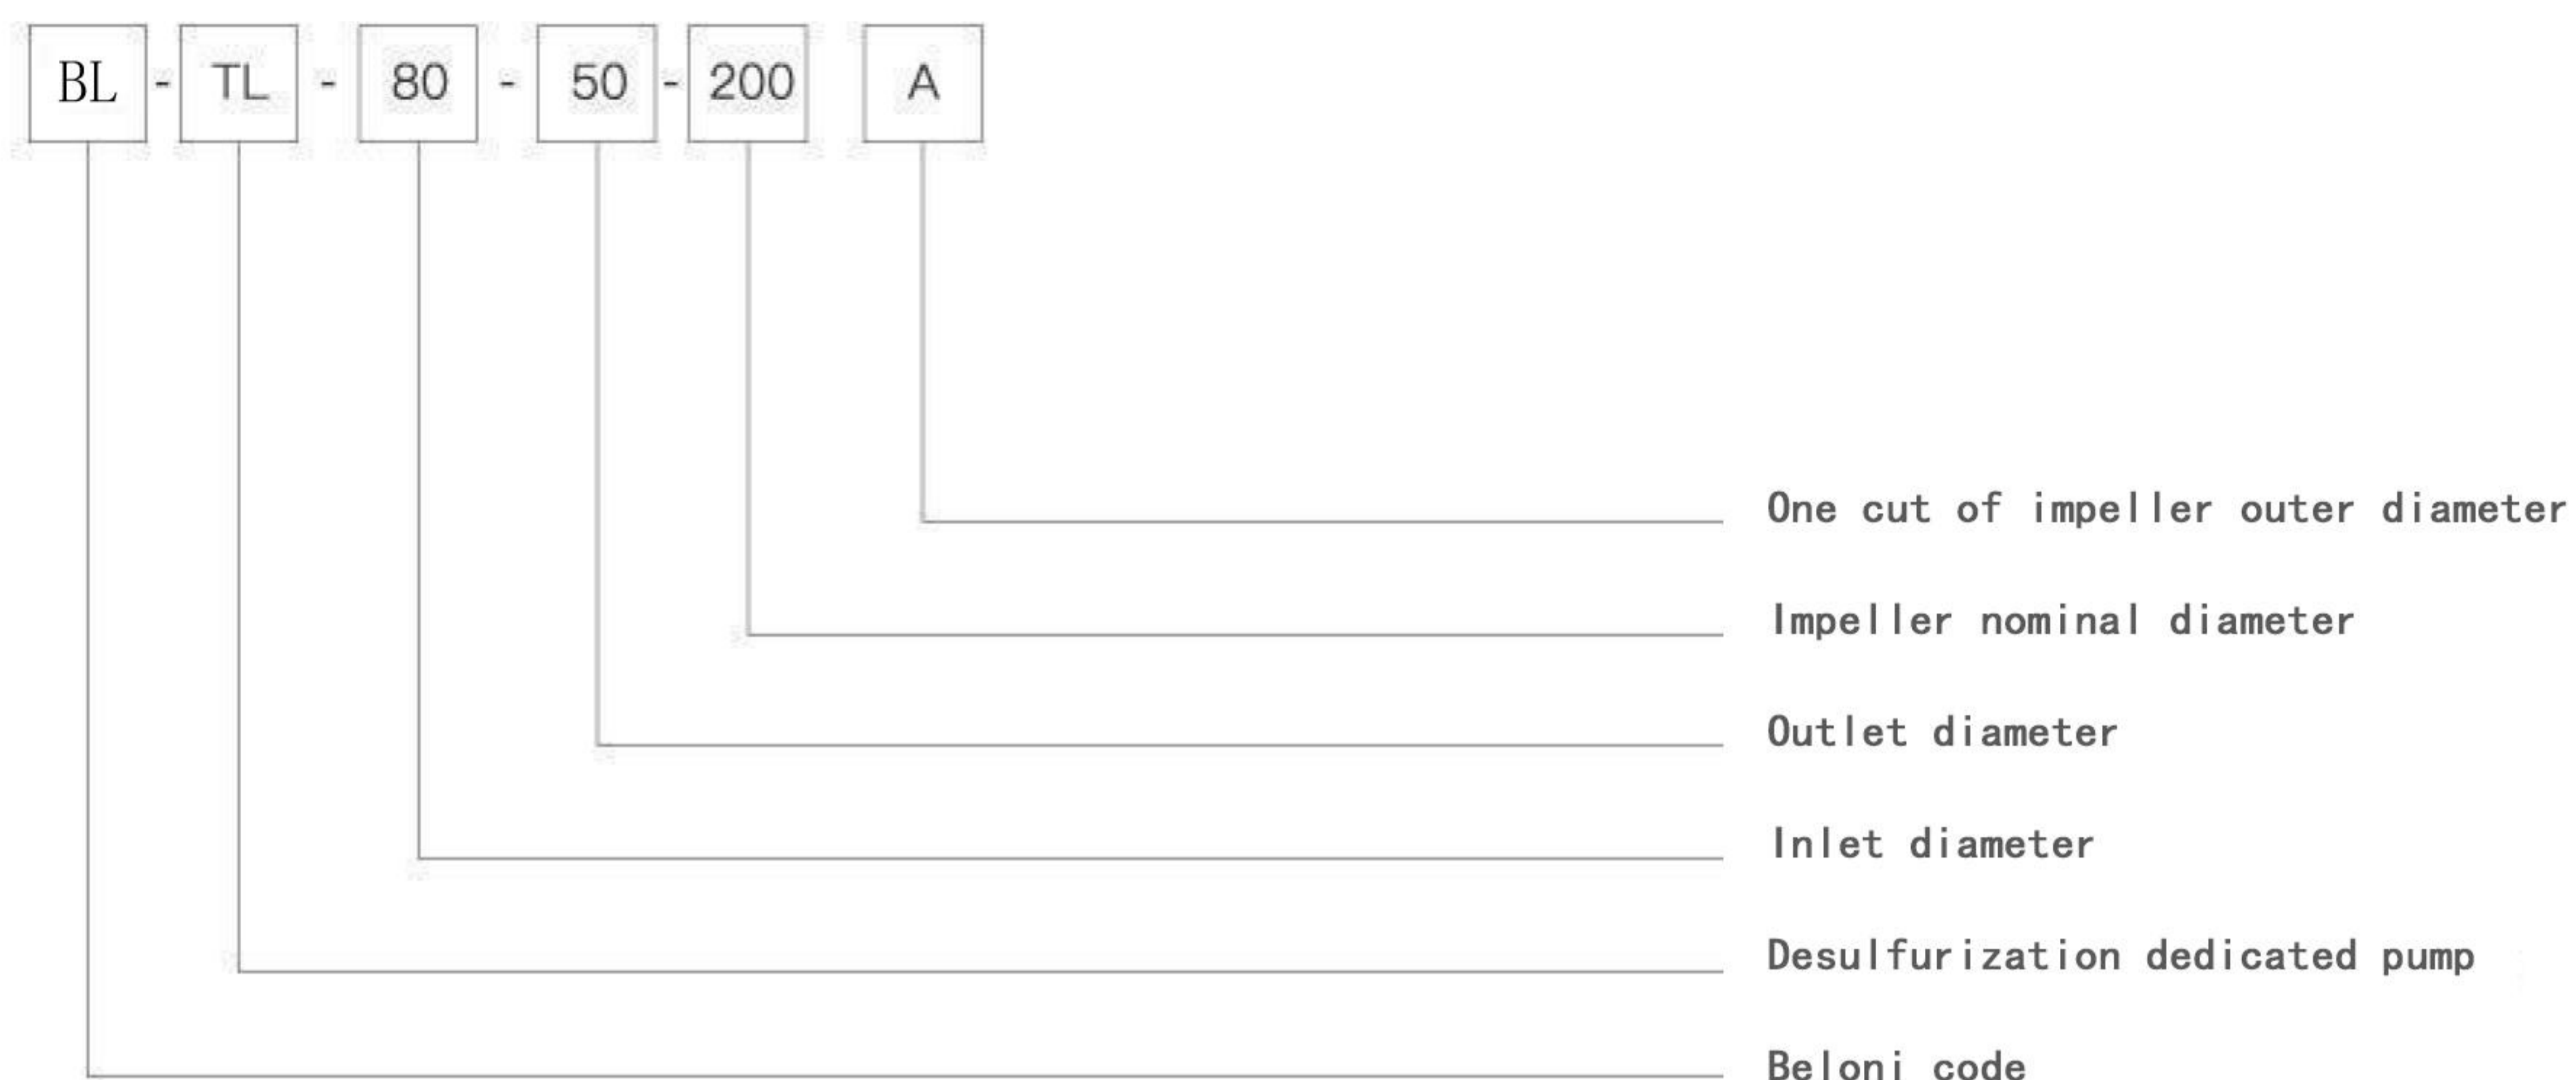 BL - TL - 80 - 50 - 200 A
One cut of impeller outer diameter
Impeller nominal diameter
Outlet diameter
Inlet diameter
Desulfurization dedicated pump
Beloni code